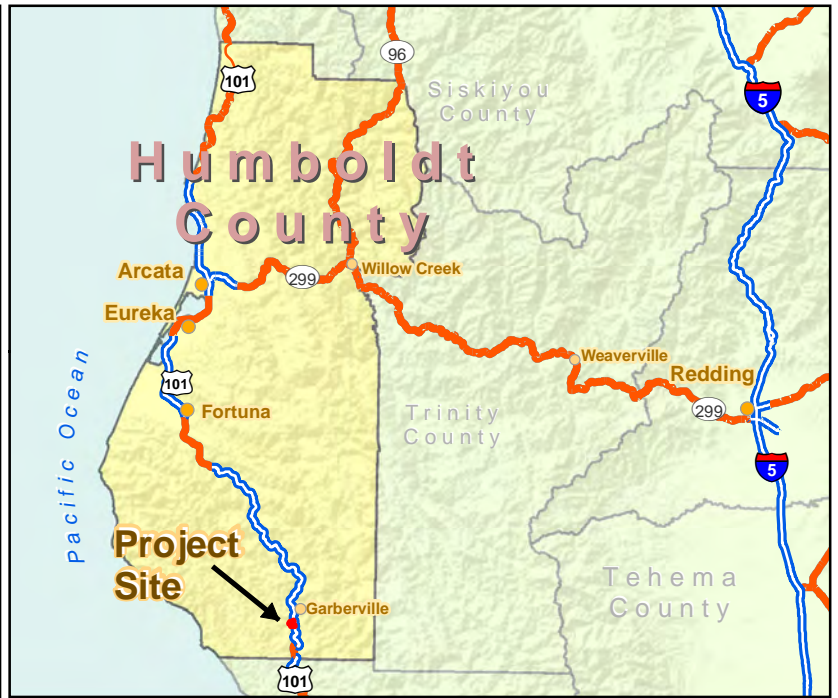 96
101
Siskiyou
County
5
Humboldt
County
Arcata
299
Willow Creek
Eureka
Pacific Ocean
101
Weaverville
Redding
Fortuna
Trinity
County
299
5
Project
Site
Tehema
County
Garberville
101